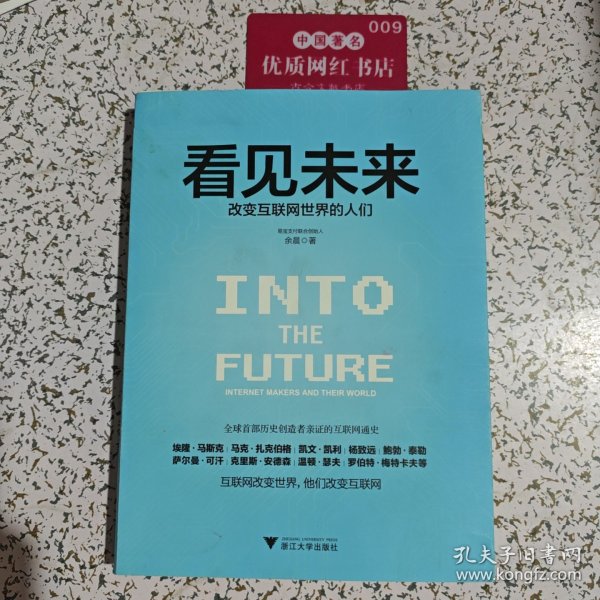 009
中国著名
优质网红书店
看见未来
改变互联网世界的人们
易宝支付联合创始人
余晨◎著
INTO
THE
FUTURE
INTERNET MAKERS AND THEIR WORLD
全球首部历史创造者亲证的互联网通史
埃隆·马斯克|马克·扎克伯格|凯文·凯利|杨致远|鲍勃·泰勒
萨尔曼·可汗|克里斯·安德森|温顿·瑟夫|罗伯特·梅特卡夫等
互联网改变世界,他们改变互联网
ZHEJIANG UNIVERSITY PRESS
浙江大学出版社
孔夫子旧书网
www.kongfz.com